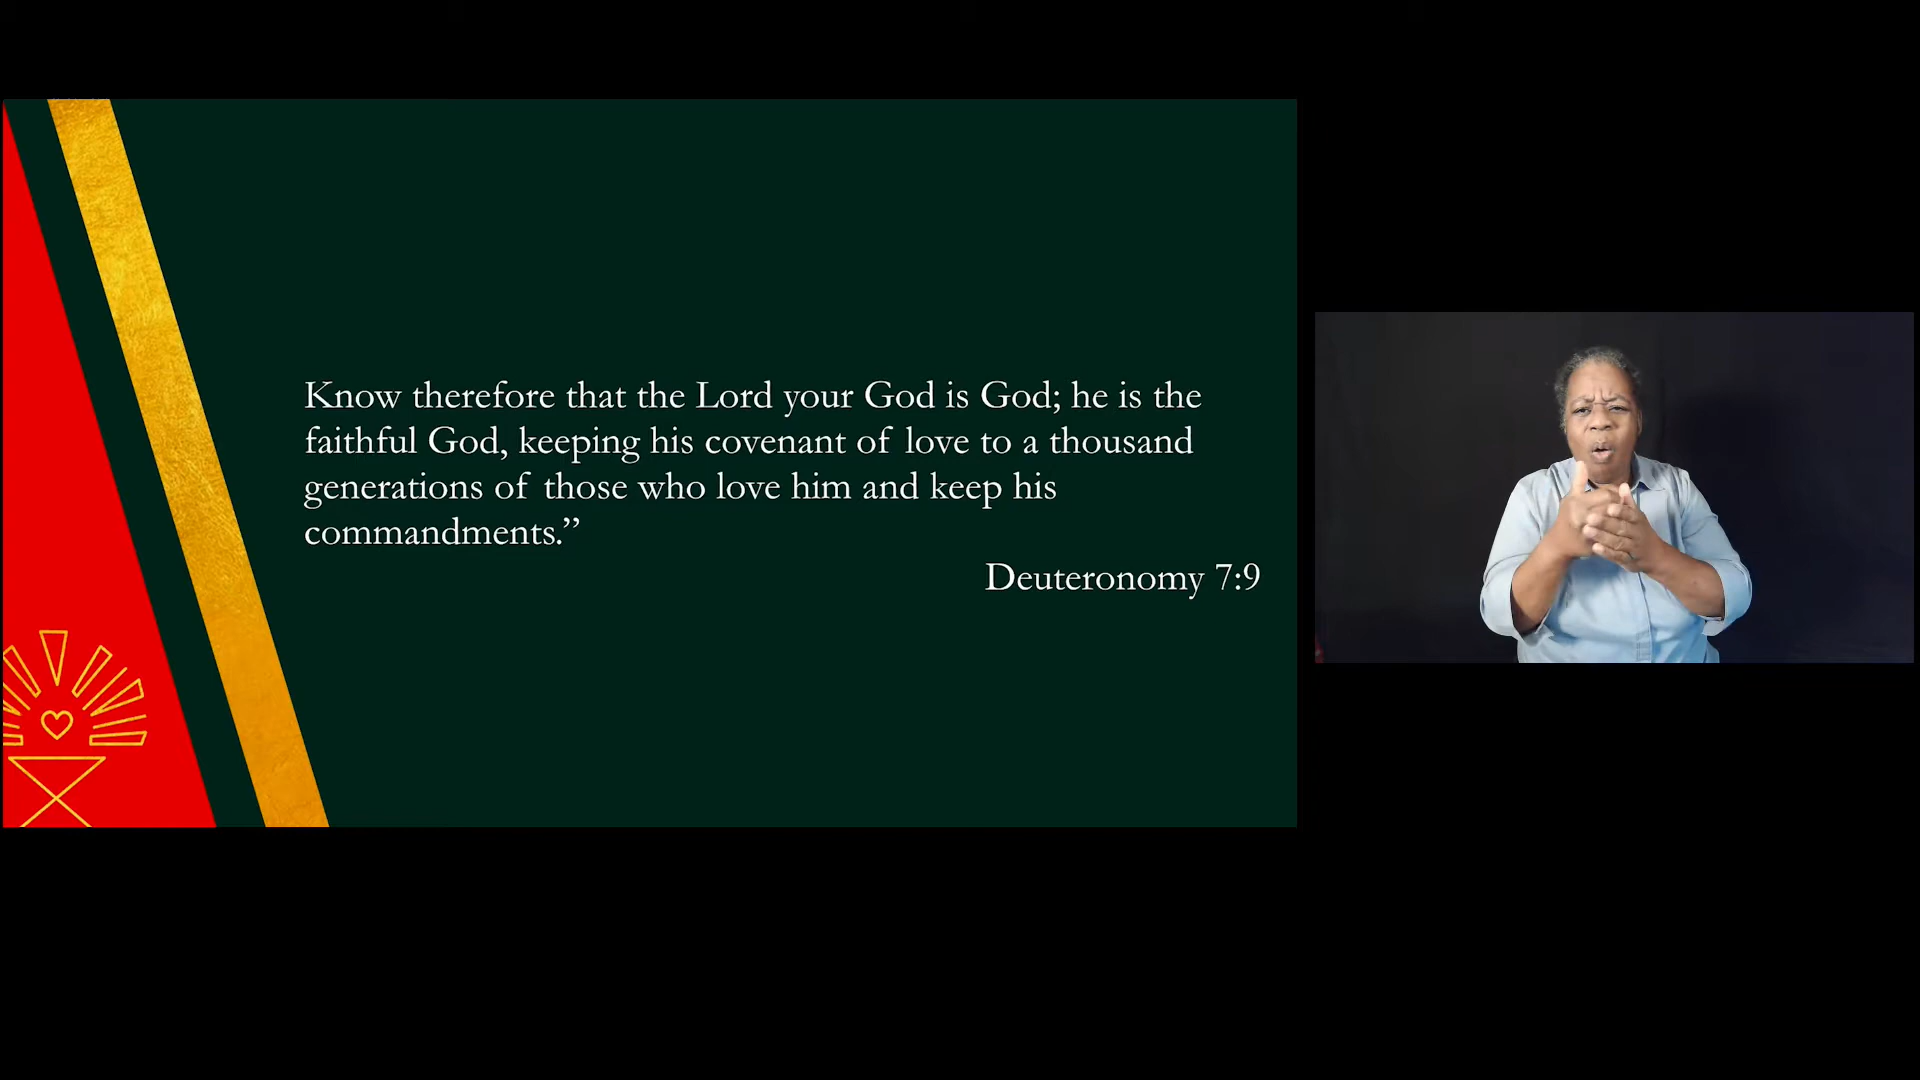 Know therefore that the Lord your God is God; he is the
faithful God, keeping his covenant of love to a thousand
generations of those who love him and keep his
commandments.”
Deuteronomy 7:9